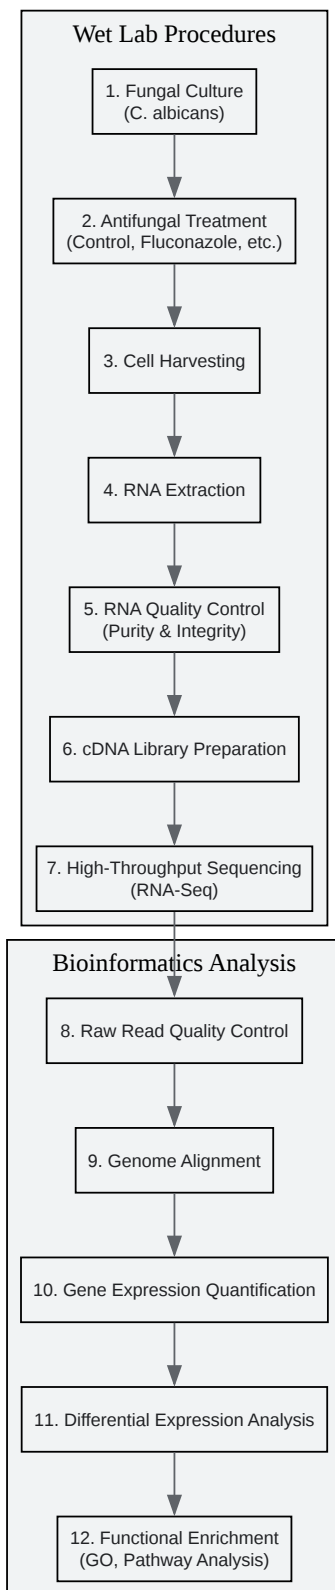 Wet Lab Procedures
1. Fungal Culture
(C. albicans)
2. Antifungal Treatment
(Control, Fluconazole, etc.)
3. Cell Harvesting
4. RNA Extraction
5. RNA Quality Control
(Purity & Integrity)
6. cDNA Library Preparation
7. High-Throughput Sequencing
(RNA-Seq)
Bioinformatics Analysis
8. Raw Read Quality Control
9. Genome Alignment
10. Gene Expression Quantification
11. Differential Expression Analysis
12. Functional Enrichment
(GO, Pathway Analysis)